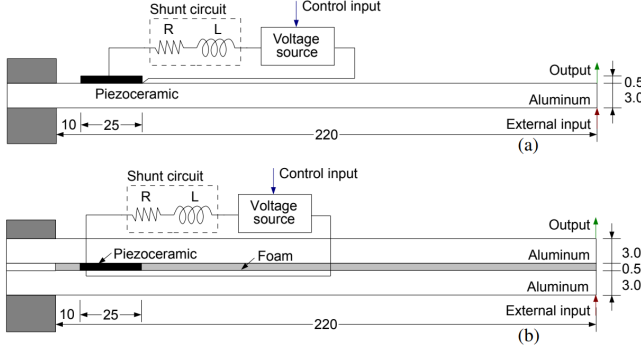 Shunt circuit
Control input
R L
Voltage
source
Output
Piezoceramic
0.5
Aluminum
3.0
10 25
External input
220
(a)
Shunt circuit
Control input
R L
Voltage
source
Output
Piezoceramic
Foam
Aluminum
3.0
0.5
Aluminum
3.0
10 25
External input
220
(b)